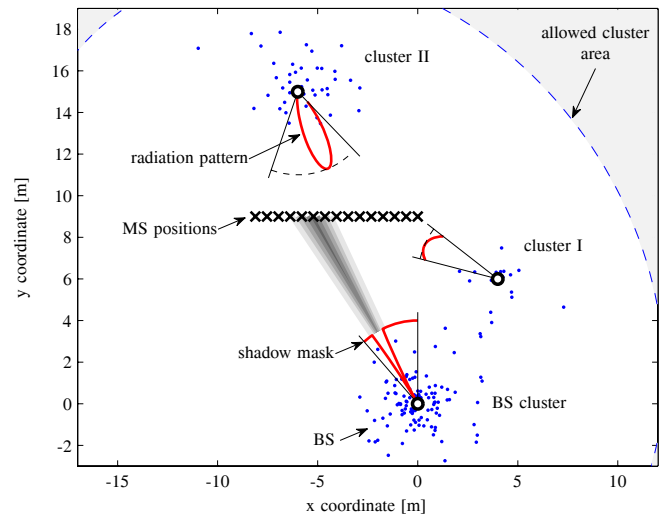 18
16
14
12
10
8
6
4
2
0
-2
y coordinate [m]
cluster II
allowed cluster
area
radiation pattern
MS positions
cluster I
shadow mask
BS cluster
BS
-15
-10
-5
0
5
10
x coordinate [m]